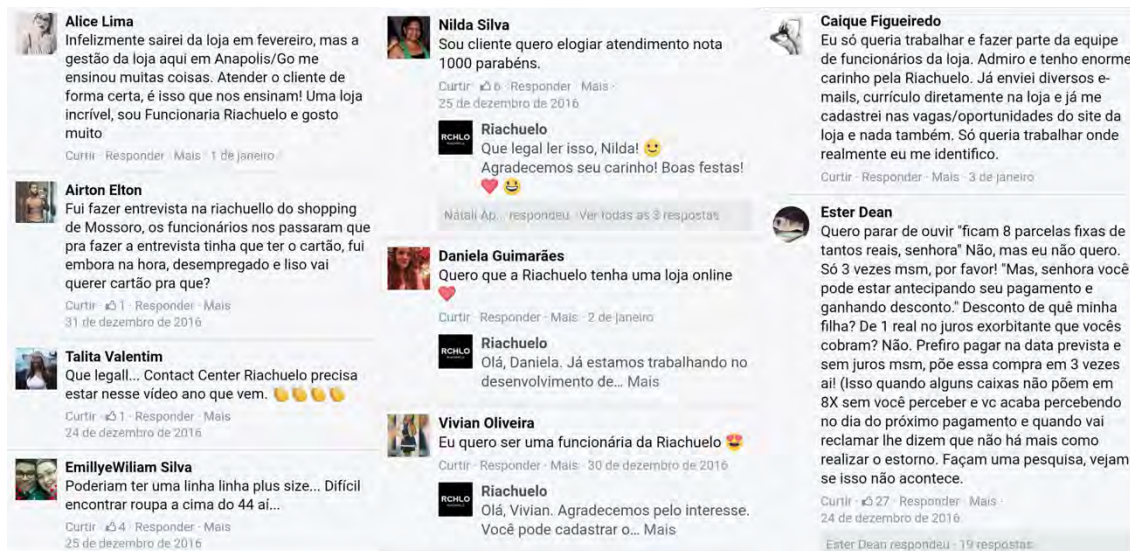 Alice Lima
Infelizmente sairei da loja em fevereiro, mas a
gestão da loja aqui em Anapolis/Go me
ensinou muitas coisas. Atender o cliente de
forma certa, é isso que nos ensinam! Uma loja
incrível, sou Funcionaria Riachuelo e gosto
muito
Curtir · Responder · Mais · 1 de janeiro
Airton Elton
Fui fazer entrevista na riachuello do shopping
de Mossoro, os funcionários nos passaram que
pra fazer a entrevista tinha que ter o cartão, fui
embora na hora, desempregado e liso vai
querer cartão pra que?
Curtir · 1 · Responder · Mais
31 de dezembro de 2016
Talita Valentim
Que legall... Contact Center Riachuelo precisa
estar nesse vídeo ano que vem. 👏👏👏👏
Curtir · 1 · Responder · Mais
24 de dezembro de 2016
EmillyeWiliam Silva
Poderiam ter uma linha linha plus size... Difícil
encontrar roupa a cima do 44 aí...
Curtir · 4 · Responder · Mais
25 de dezembro de 2016
Nilda Silva
Sou cliente quero elogiar atendimento nota
1000 parabéns.
Curtir · 6 · Responder · Mais ·
25 de dezembro de 2016
RCHLO
Riachuelo
Que legal ler isso, Nilda! 🙂
Agradecemos seu carinho! Boas festas!
❤️ 😃
Natali Ap... respondeu · Ver todas as 3 respostas
Daniela Guimarães
Quero que a Riachuelo tenha uma loja online
❤️
Curtir · Responder · Mais · 2 de janeiro
RCHLO
Riachuelo
Olá, Daniela. Já estamos trabalhando no
desenvolvimento de... Mais
Vivian Oliveira
Eu quero ser uma funcionária da Riachuelo 😍
Curtir · Responder · Mais · 30 de dezembro de 2016
RCHLO
Riachuelo
Olá, Vivian. Agradecemos pelo interesse.
Você pode cadastrar o... Mais
Caique Figueiredo
Eu só queria trabalhar e fazer parte da equipe
de funcionários da loja. Admiro e tenho enorme
carinho pela Riachuelo. Já enviei diversos e-
mails, currículo diretamente na loja e já me
cadastrei nas vagas/oportunidades do site da
loja e nada também. Só queria trabalhar onde
realmente eu me identifico.
Curtir · Responder · Mais · 3 de janeiro
Ester Dean
Quero parar de ouvir "ficam 8 parcelas fixas de
tantos reais, senhora" Não, mas eu não quero.
Só 3 vezes msm, por favor! "Mas, senhora você
pode estar antecipando seu pagamento e
ganhando desconto." Desconto de quê minha
filha? De 1 real no juros exorbitante que vocês
cobram? Não. Prefiro pagar na data prevista e
sem juros msm, põe essa compra em 3 vezes
ai! (Isso quando alguns caixas não põem em
8X sem você perceber e vc acaba percebendo
no dia do próximo pagamento e quando vai
reclamar lhe dizem que não há mais como
realizar o estorno. Façam uma pesquisa, vejam
se isso não acontece.
Curtir · 27 · Responder · Mais ·
24 de dezembro de 2016
Ester Dean respondeu · 19 respostas